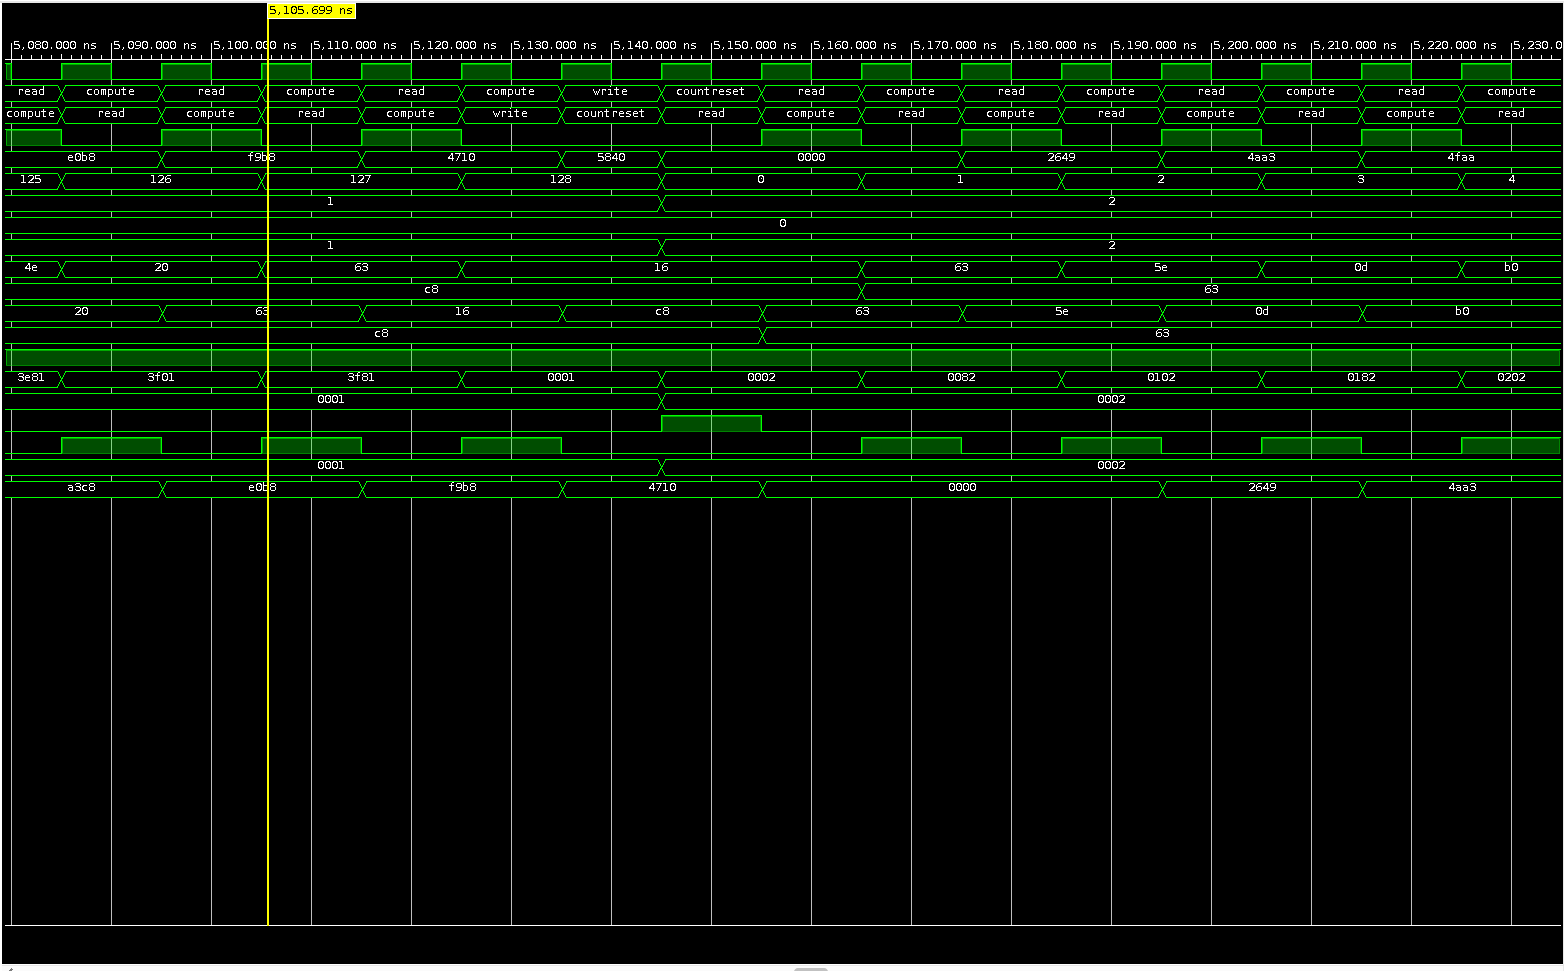 5,105.699 ns
5,080.000 ns 5,090.000 ns 5,100.000 ns 5,110.000 ns 5,120.000 ns 5,130.000 ns 5,140.000 ns 5,150.000 ns 5,160.000 ns 5,170.000 ns 5,180.000 ns 5,190.000 ns 5,200.000 ns 5,210.000 ns 5,220.000 ns 5,230.0
read compute read compute read compute write countreset read compute read compute read compute read compute
compute read compute read compute write countreset read compute read compute read compute read compute read
e0b8 f9b8 4710 5840 0000 2649 4aa3 4faa
125 126 127 128 0 1 2 3 4
1 2
0
1 2
4e 20 63 16 63 5e 0d b0
c8 63
20 63 16 c8 63 5e 0d b0
c8 63
3e81 3f01 3f81 0001 0002 0082 0102 0182 0202
0001 0002
0001 0002
a3c8 e0b8 f9b8 4710 0000 2649 4aa3